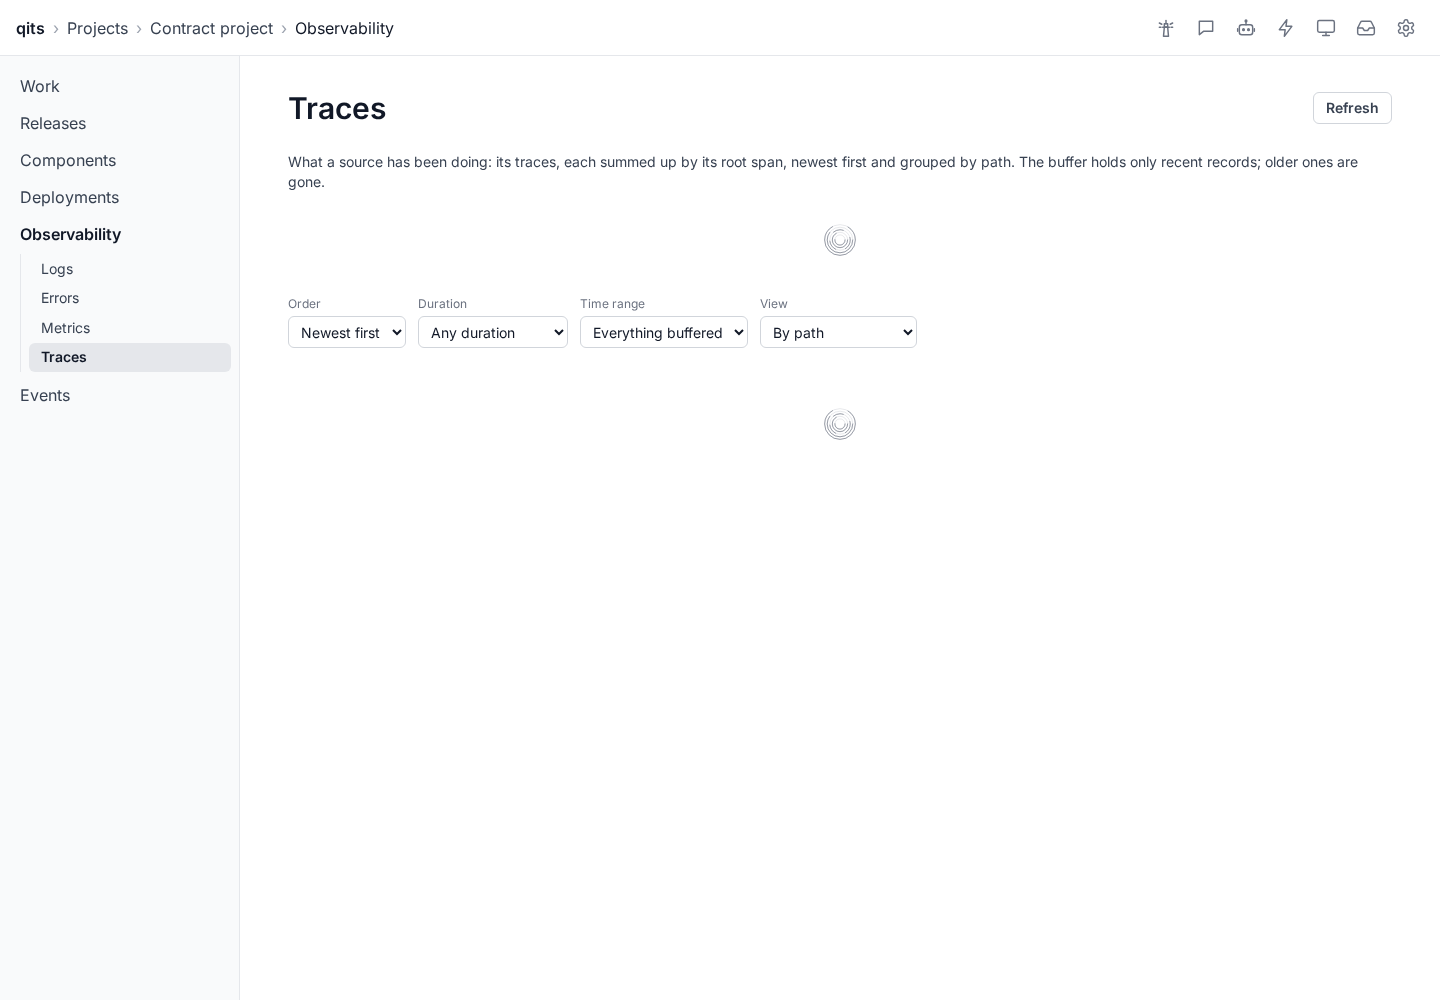 qits › Projects › Contract project › Observability
Work
Releases
Components
Deployments
Observability
Logs
Errors
Metrics
Traces
Events
Traces
Refresh
What a source has been doing: its traces, each summed up by its root span, newest first and grouped by path. The buffer holds only recent records; older ones are
gone.
Order Duration Time range View
Newest first Any duration Everything buffered By path